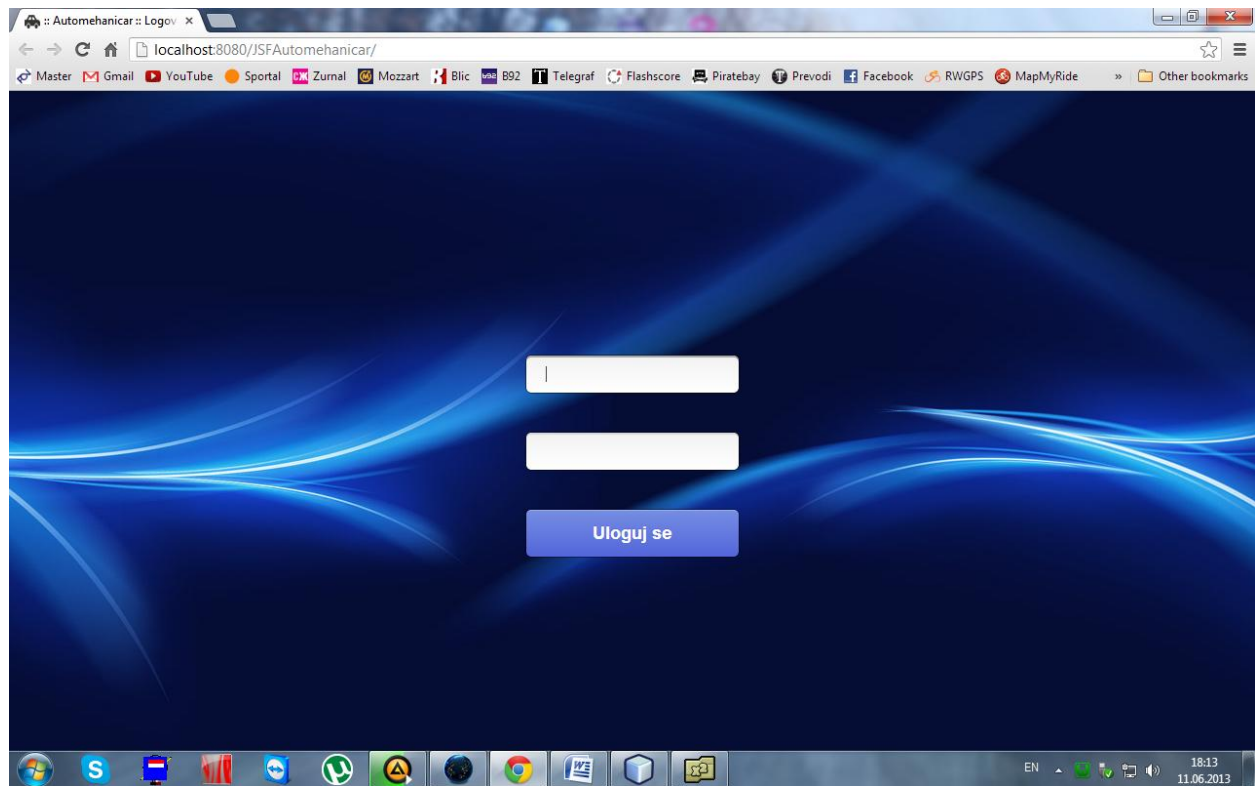 :: Automehanicar :: Logov
localhost:8080/JSFAutomehanicar/
Master Gmail YouTube Sportal Zurnal Mozzart Blic B92 Telegraf Flashscore Piratebay Prevodi Facebook RWGPS MapMyRide » Other bookmarks
Uloguj se
EN 18:13
11.06.2013